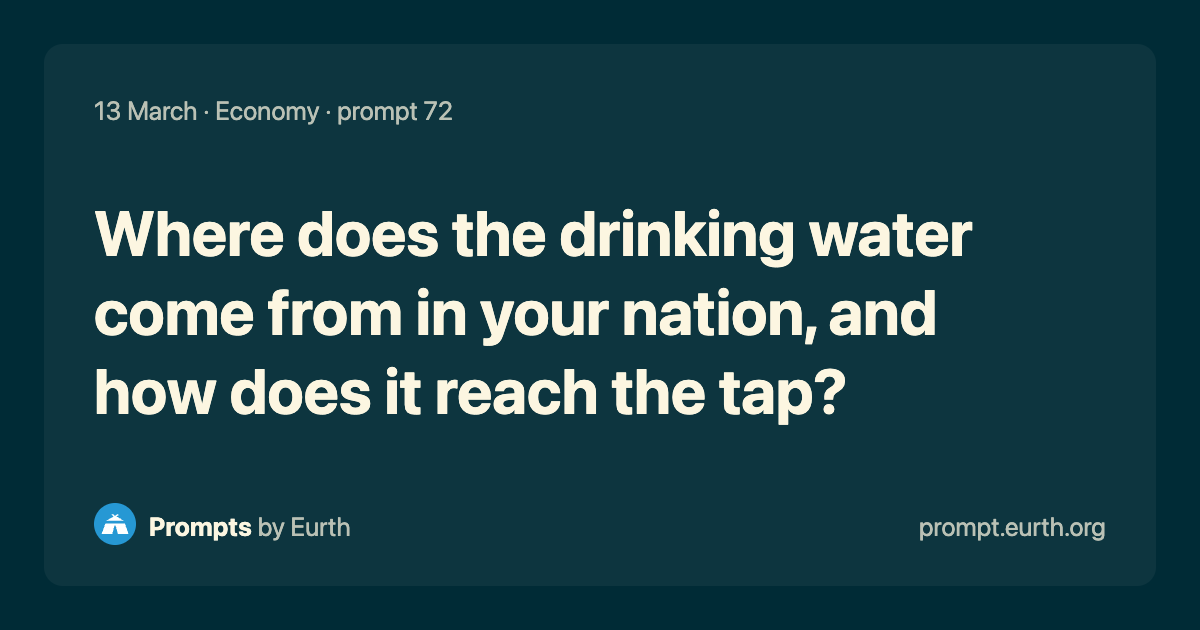 13 March · Economy · prompt 72
Where does the drinking water
come from in your nation, and
how does it reach the tap?
Prompts by Eurth
prompt.eurth.org